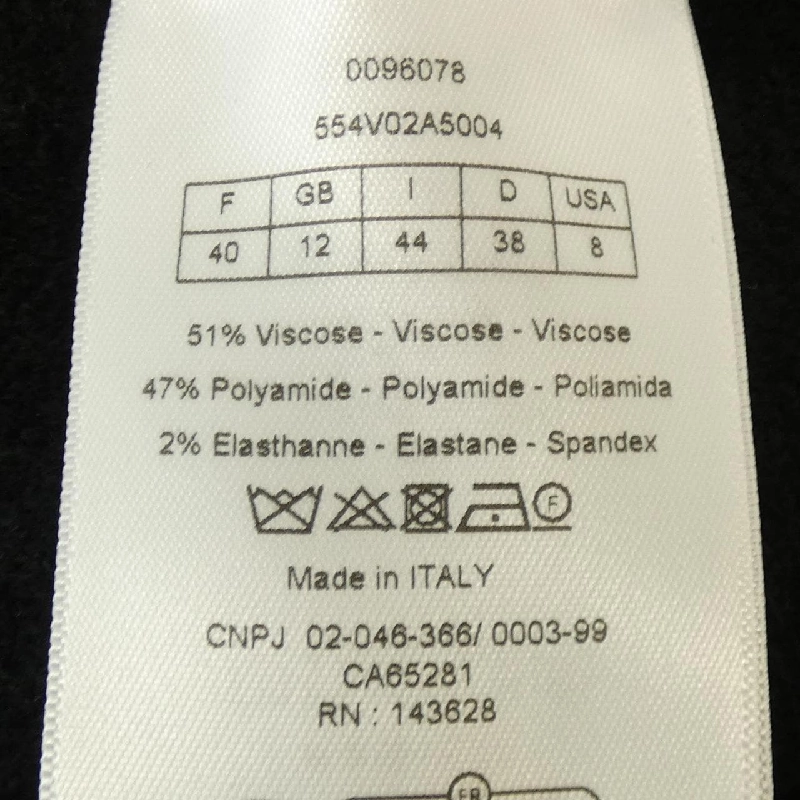 0096078
554V02A5004
F GB I D USA
40 12 44 38 8
51% Viscose - Viscose - Viscose
47% Polyamide - Polyamide - Poliamida
2% Elasthanne - Elastane - Spandex
F
Made in ITALY
CNPJ 02-046-366/ 0003-99
CA65281
RN : 143628
FR